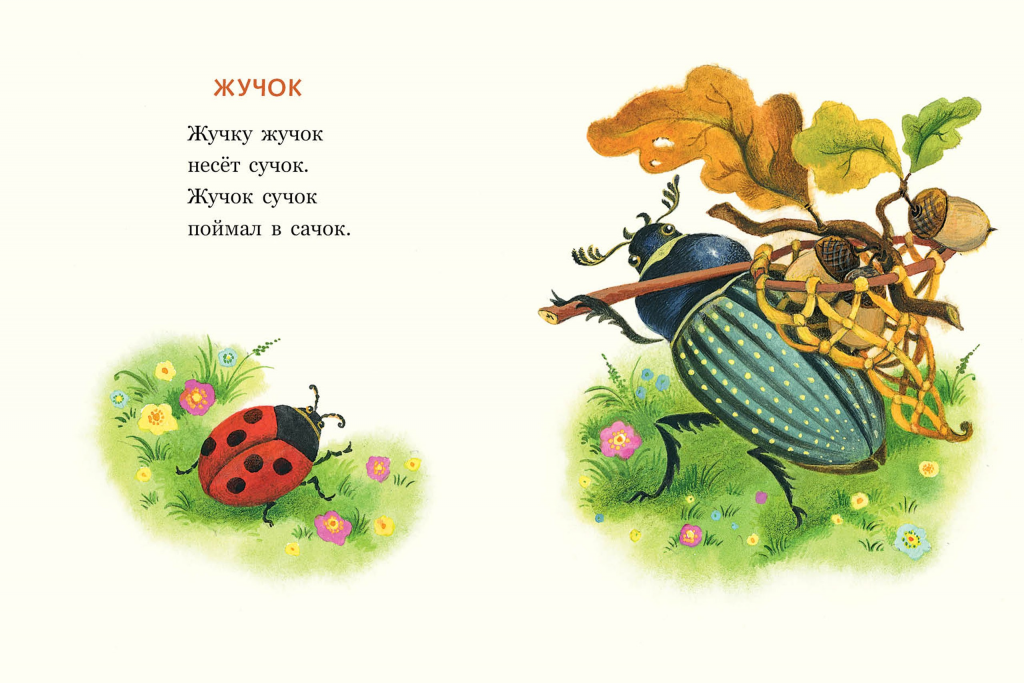 ЖУЧОК
Жучку жучок
несёт сучок.
Жучок сучок
поймал в сачок.